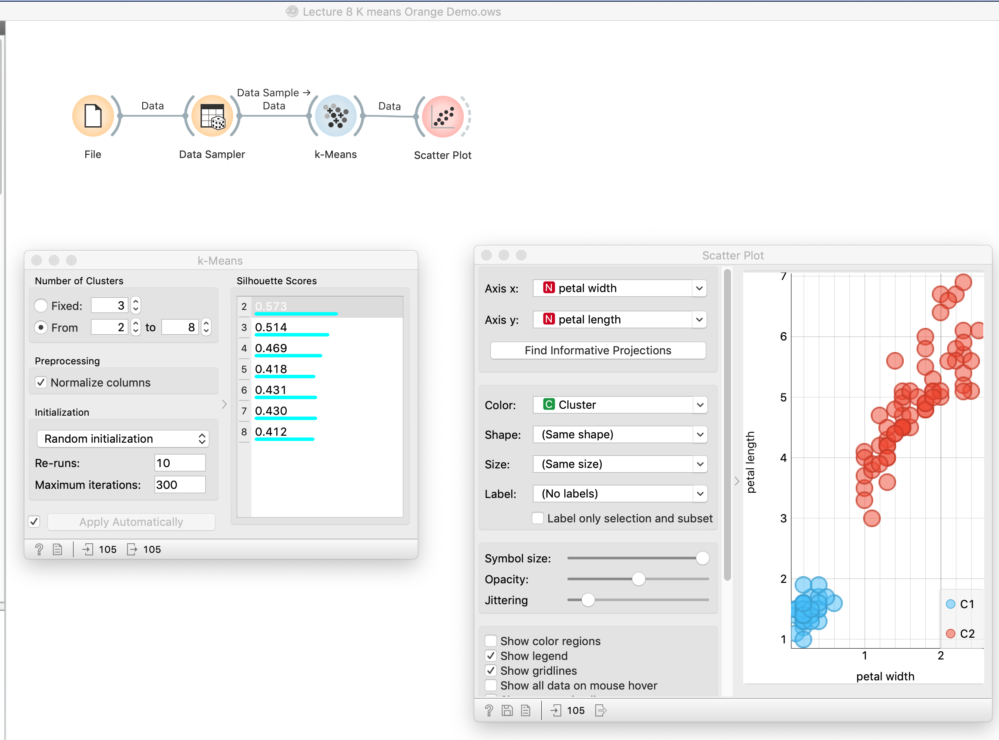 Lecture 8 K means Orange Demo.ows
Data Sample →
Data
Data
Data
File
Data Sampler
k-Means
Scatter Plot
k-Means
Number of Clusters
Fixed: 3
From 2 to 8
Preprocessing
Normalize columns
Initialization
Random initialization
Re-runs: 10
Maximum iterations: 300
Apply Automatically
? 105 105
Silhouette Scores
2 0.573
3 0.514
4 0.469
5 0.418
6 0.431
7 0.430
8 0.412
Scatter Plot
Axis x: N petal width
Axis y: N petal length
Find Informative Projections
Color: C Cluster
Shape: (Same shape)
Size: (Same size)
Label: (No labels)
Label only selection and subset
Symbol size:
Opacity:
Jittering
Show color regions
Show legend
Show gridlines
Show all data on mouse hover
? 105
7
6
5
4
3
2
1
petal length
C1
C2
1 2
petal width